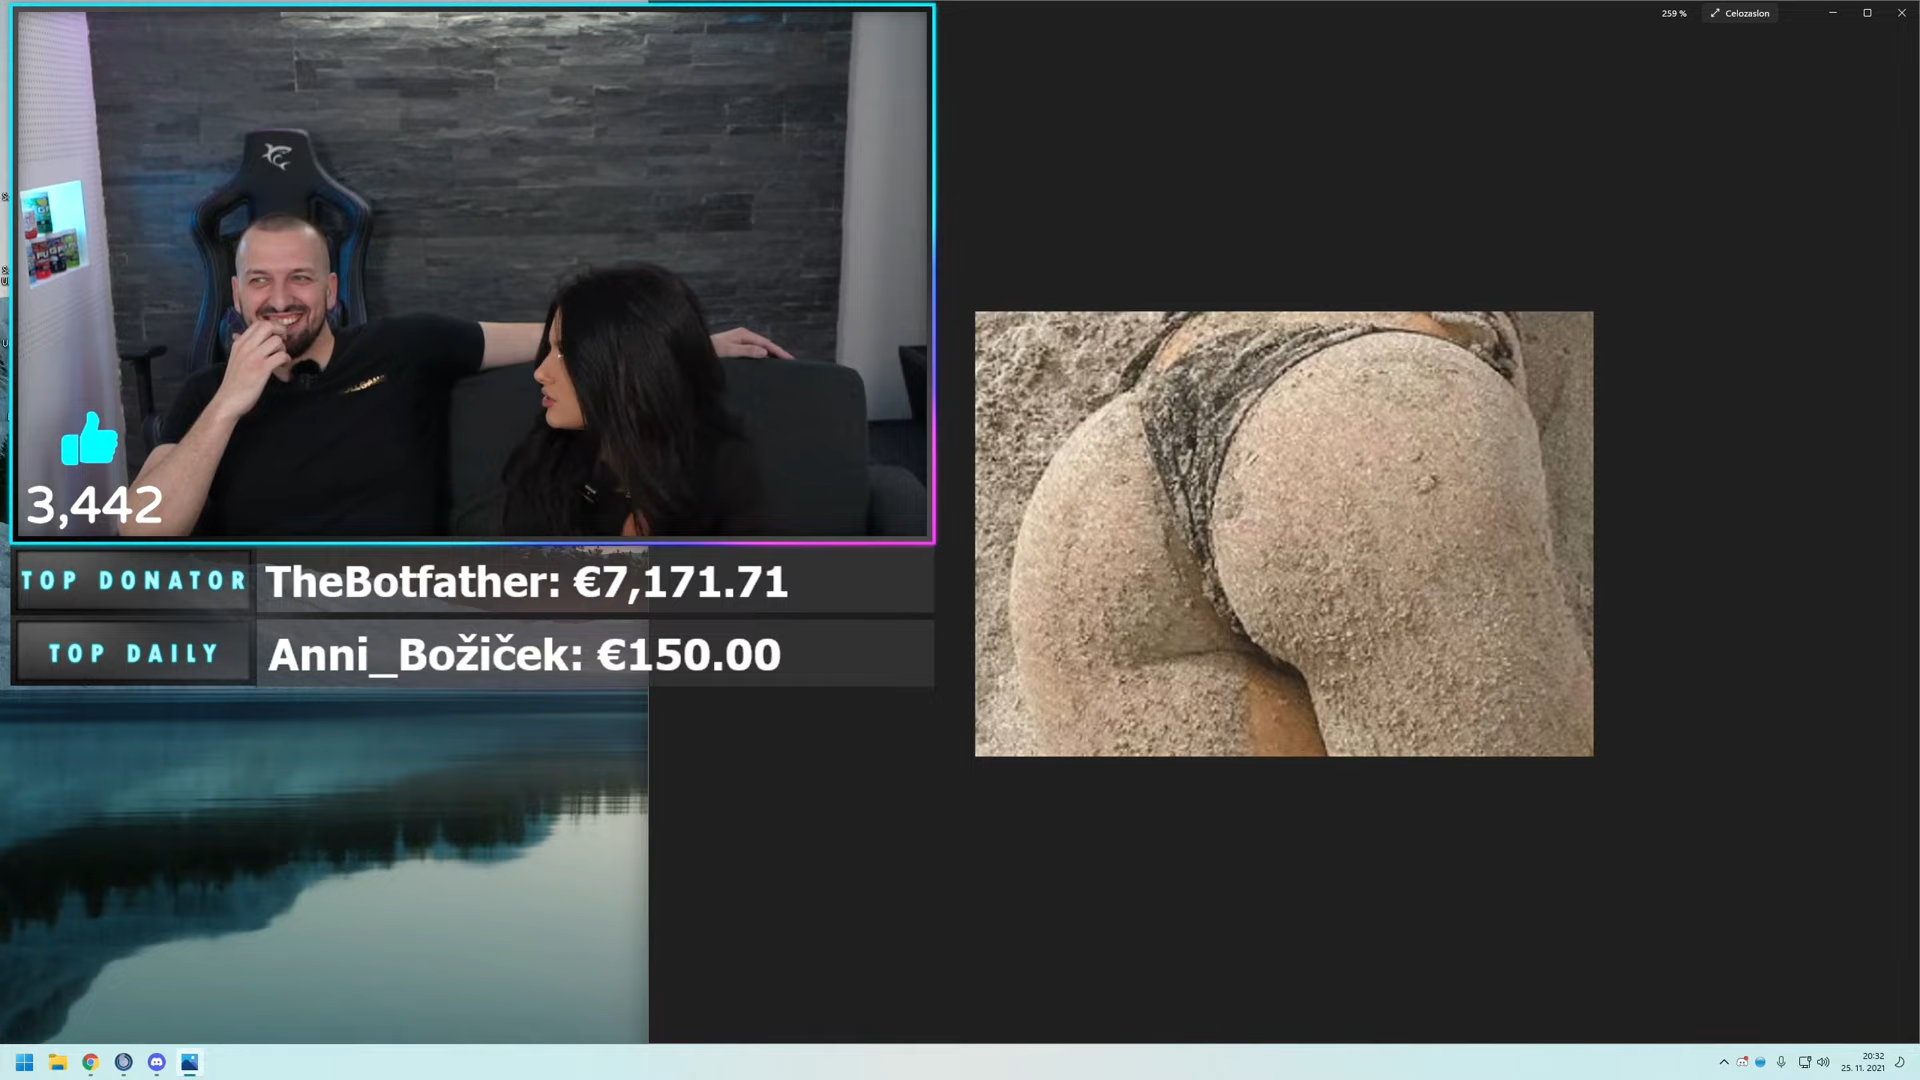 259 %
Celozaslon
3,442
TOP DONATOR
TheBotfather: €7,171.71
TOP DAILY
Anni_Božiček: €150.00
20:32
25. 11. 2021